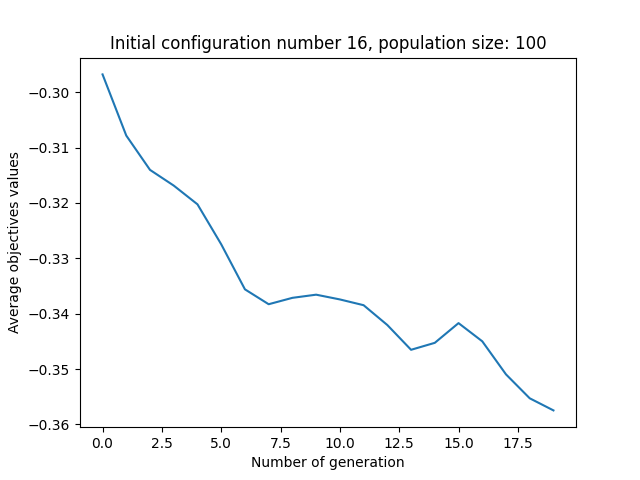 Initial configuration number 16, population size: 100
−0.30
−0.31
−0.32
−0.33
−0.34
−0.35
−0.36
Average objectives values
0.0 2.5 5.0 7.5 10.0 12.5 15.0 17.5
Number of generation